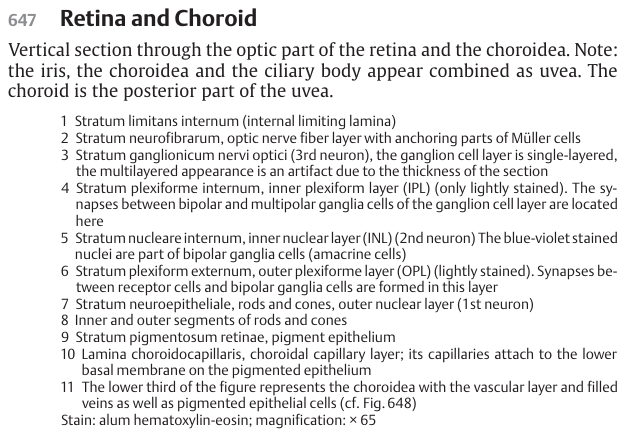 647 Retina and Choroid
Vertical section through the optic part of the retina and the choroidea. Note:
the iris, the choroidea and the ciliary body appear combined as uvea. The
choroid is the posterior part of the uvea.
1 Stratum limitans internum (internal limiting lamina)
2 Stratum neurofibrarum, optic nerve fiber layer with anchoring parts of Müller cells
3 Stratum ganglionicum nervi optici (3rd neuron), the ganglion cell layer is single-layered,
the multilayered appearance is an artifact due to the thickness of the section
4 Stratum plexiforme internum, inner plexiform layer (IPL) (only lightly stained). The sy-
napses between bipolar and multipolar ganglia cells of the ganglion cell layer are located
here
5 Stratum nucleare internum, inner nuclear layer (INL) (2nd neuron) The blue-violet stained
nuclei are part of bipolar ganglia cells (amacrine cells)
6 Stratum plexiform externum, outer plexiforme layer (OPL) (lightly stained). Synapses be-
tween receptor cells and bipolar ganglia cells are formed in this layer
7 Stratum neuroepitheliale, rods and cones, outer nuclear layer (1st neuron)
8 Inner and outer segments of rods and cones
9 Stratum pigmentosum retinae, pigment epithelium
10 Lamina choroidocapillaris, choroidal capillary layer; its capillaries attach to the lower
basal membrane on the pigmented epithelium
11 The lower third of the figure represents the choroidea with the vascular layer and filled
veins as well as pigmented epithelial cells (cf. Fig. 648)
Stain: alum hematoxylin-eosin; magnification: × 65